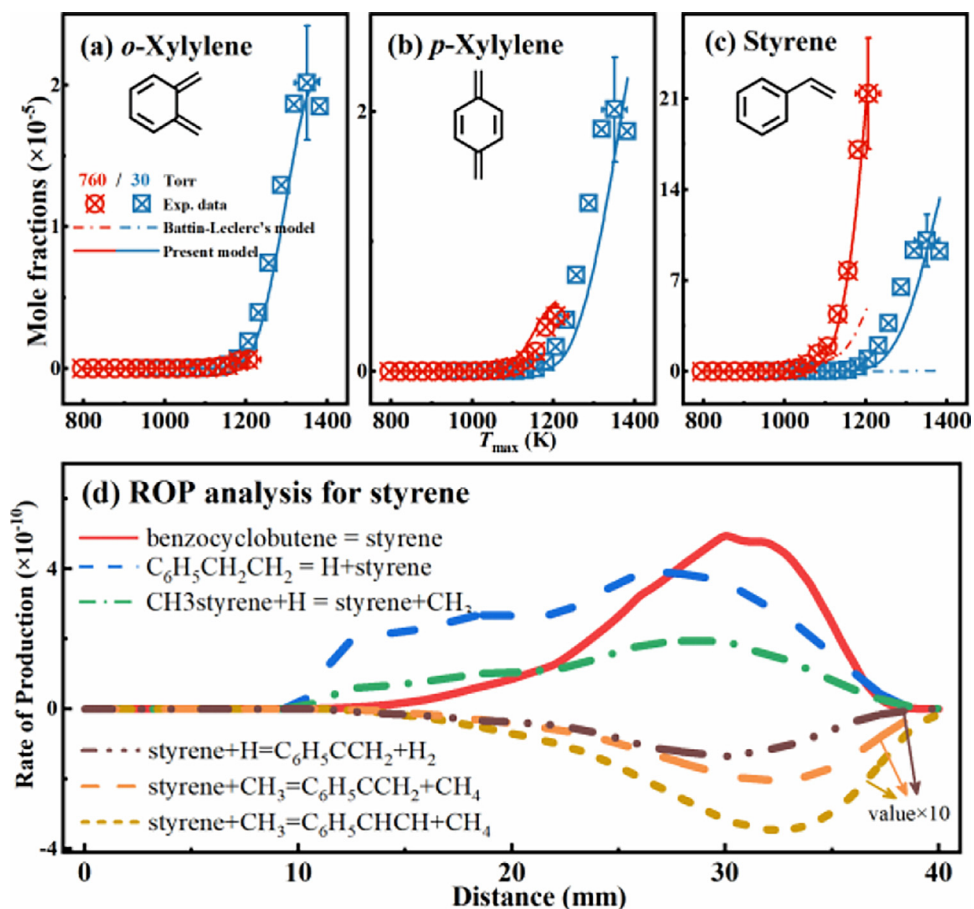 (a) o-Xylylene
(b) p-Xylylene
(c) Styrene
Mole fractions (×10⁻⁵)
2
1
0
2
0
21
14
7
0
760 / 30 Torr
Exp. data
Battin-Leclerc's model
Present model
800 1000 1200 1400
800 1000 1200 1400
800 1000 1200 1400
Tmax (K)
(d) ROP analysis for styrene
Rate of Production (×10⁻¹⁰)
4
0
-4
benzocyclobutene = styrene
C₆H₅CH₂CH₂ = H+styrene
CH3styrene+H = styrene+CH₃
styrene+H=C₆H₅CCH₂+H₂
styrene+CH₃=C₆H₅CCH₂+CH₄
styrene+CH₃=C₆H₅CHCH+CH₄
value×10
0 10 20 30 40
Distance (mm)